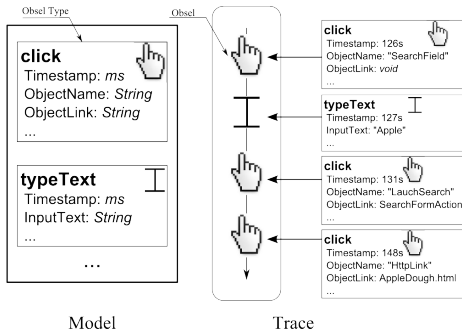 Obsel Type
click
Timestamp: ms
ObjectName: String
ObjectLink: String
...
typeText
Timestamp: ms
InputText: String
...
...
Model
Obsel
click
Timestamp: 126s
ObjectName: "SearchField"
ObjectLink: void
...
typeText
Timestamp: 127s
InputText: "Apple"
...
click
Timestamp: 131s
ObjectName: "LauchSearch"
ObjectLink: SearchFormAction
...
click
Timestamp: 148s
ObjectName: "HttpLink"
ObjectLink: AppleDough.html
...
Trace